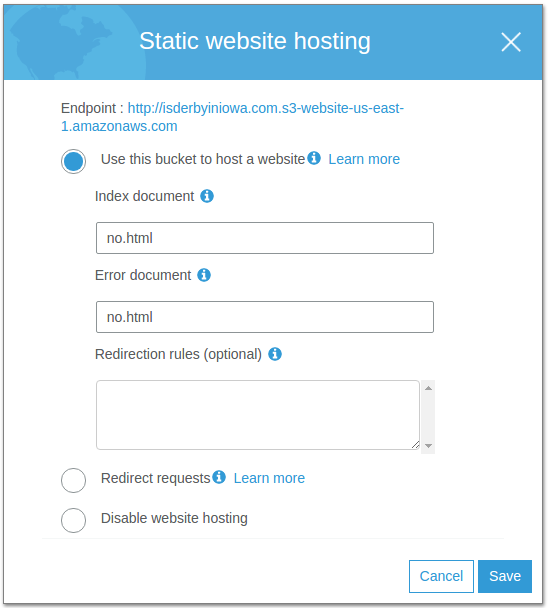 Static website hosting
Endpoint : http://isderbyiniowa.com.s3-website-us-east-
1.amazonaws.com
Use this bucket to host a website Learn more
Index document
no.html
Error document
no.html
Redirection rules (optional)
Redirect requests Learn more
Disable website hosting
Cancel Save